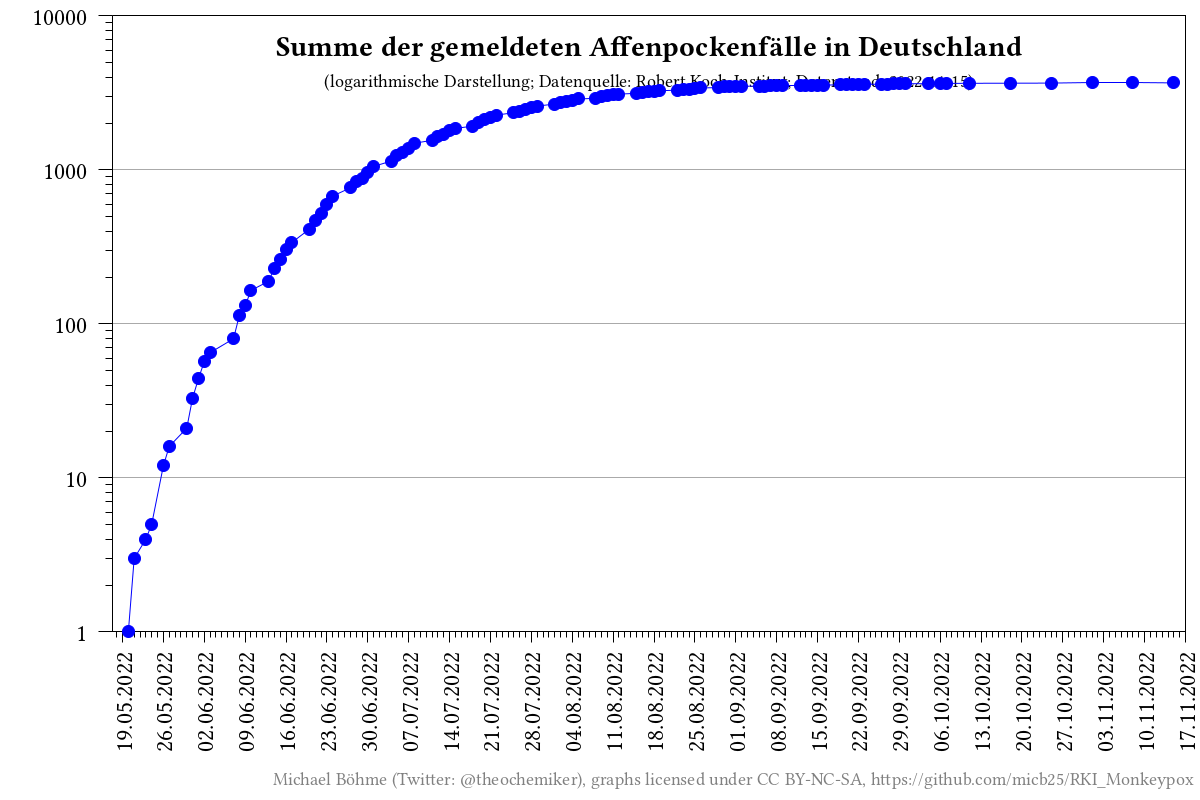 10000
Summe der gemeldeten Affenpockenfälle in Deutschland
(logarithmische Darstellung; Datenquelle: Robert Koch-Institut; Datenstand: 2022-11-15)
1000
100
10
1
19.05.2022 26.05.2022 02.06.2022 09.06.2022 16.06.2022 23.06.2022 30.06.2022 07.07.2022 14.07.2022 21.07.2022 28.07.2022 04.08.2022 11.08.2022 18.08.2022 25.08.2022 01.09.2022 08.09.2022 15.09.2022 22.09.2022 29.09.2022 06.10.2022 13.10.2022 20.10.2022 27.10.2022 03.11.2022 10.11.2022 17.11.2022
Michael Böhme (Twitter: @theochemiker), graphs licensed under CC BY-NC-SA, https://github.com/micb25/RKI_Monkeypox